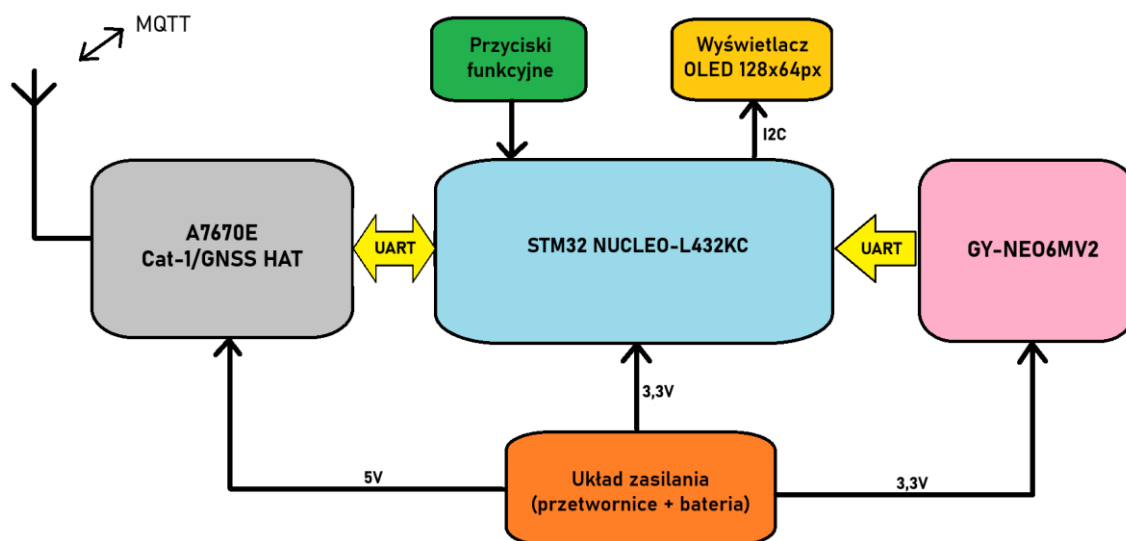 MQTT
Przyciski
funkcyjne
Wyświetlacz
OLED 128x64px
I2C
A7670E
Cat-1/GNSS HAT
UART
STM32 NUCLEO-L432KC
UART
GY-NEO6MV2
3,3V
5V
Układ zasilania
(przetwornice + bateria)
3,3V